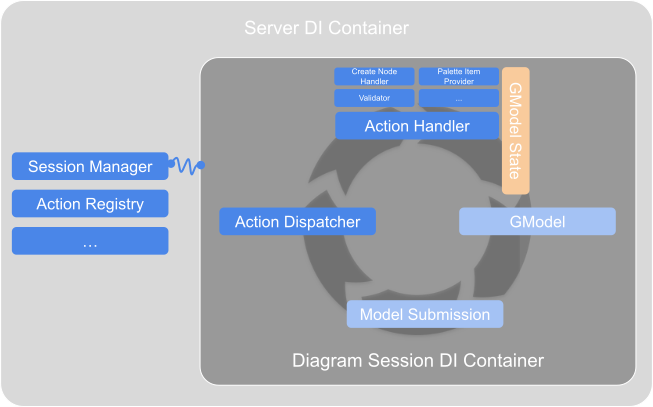 Server DI Container
Create Node
Handler
Palette Item
Provider
Validator
...
Action Handler
GModel State
Session Manager
Action Registry
...
Action Dispatcher
GModel
Model Submission
Diagram Session DI Container